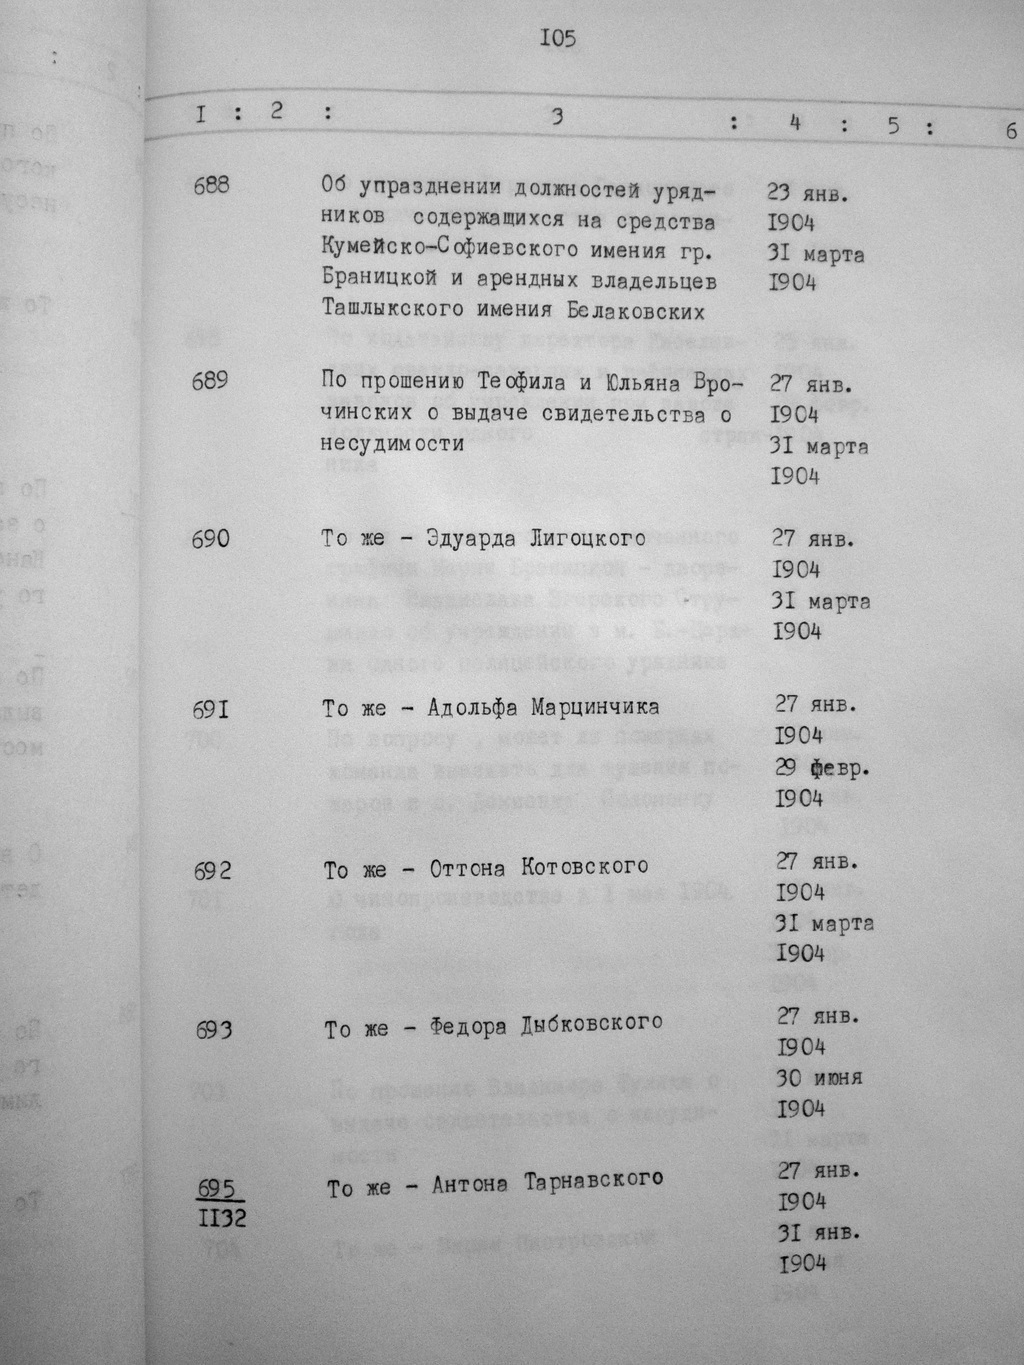 I05
I : 2 : 3 : 4 : 5 : 6
688 Об упразднении должностей уряд- 23 янв.
ников содержащихся на средства I904
Кумейско-Софиевского имения гр. 3I марта
Браницкой и арендных владельцев I904
Ташлыкского имения Белаковских
689 По прошению Теофила и Юльяна Вро- 27 янв.
чинских о выдаче свидетельства о I904
несудимости 3I марта
I904
690 То же - Эдуарда Лигоцкого 27 янв.
I904
3I марта
I904
69I То же - Адольфа Марцинчика 27 янв.
I904
29 февр.
I904
692 То же - Оттона Котовского 27 янв.
I904
3I марта
I904
693 То же - Федора Дыбковского 27 янв.
I904
30 июня
I904
695 То же - Антона Тарнавского 27 янв.
II32 I904
3I янв.
I904